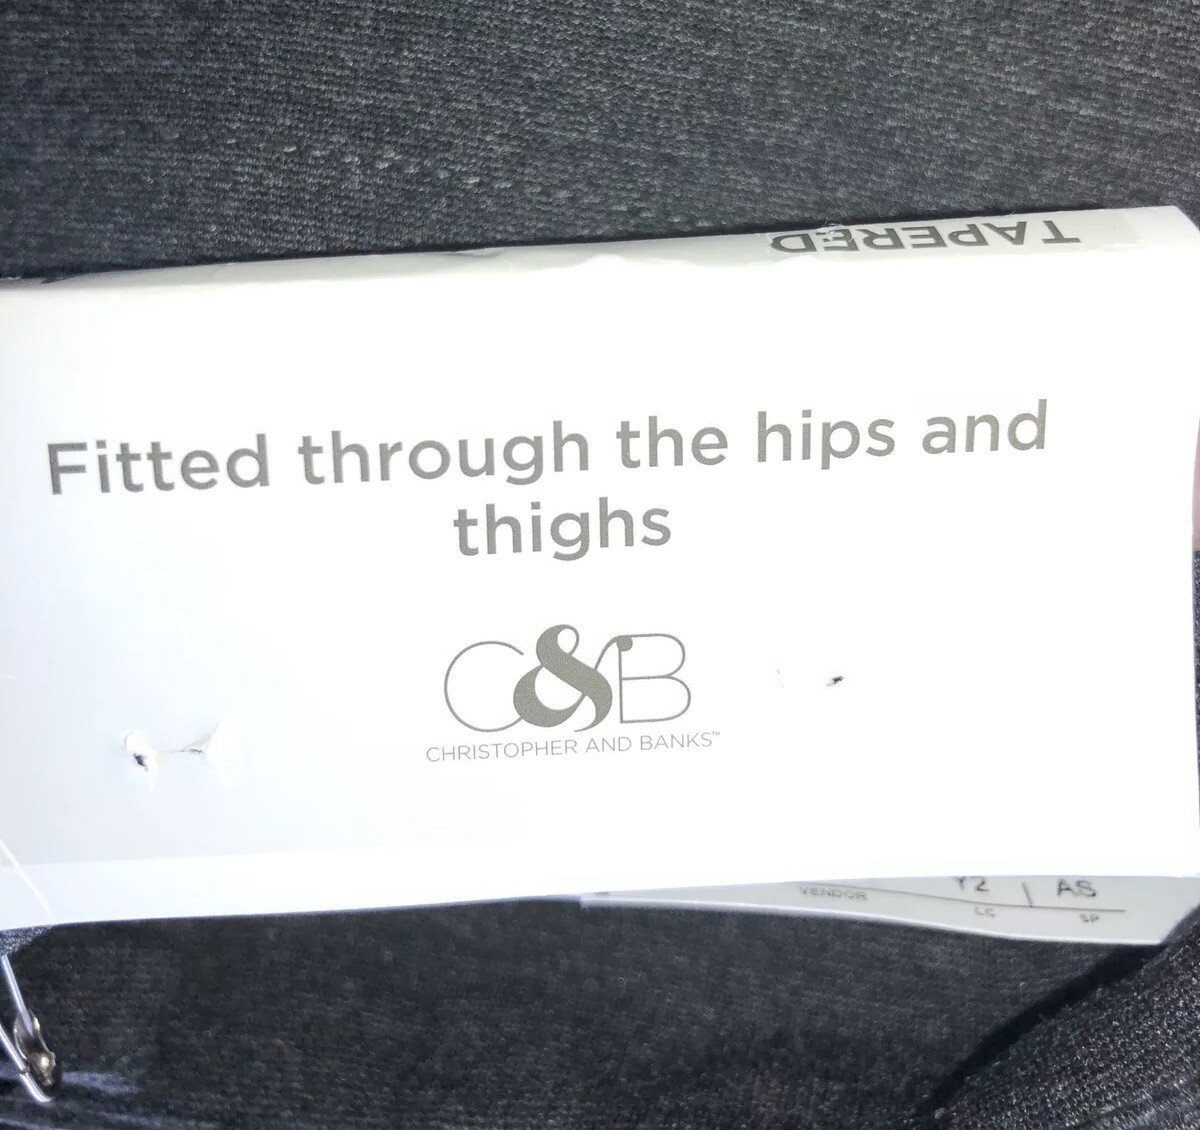 TAPERED
Fitted through the hips and
thighs
C&B
CHRISTOPHER AND BANKS™
Y2 AS
VENDOR LC SP